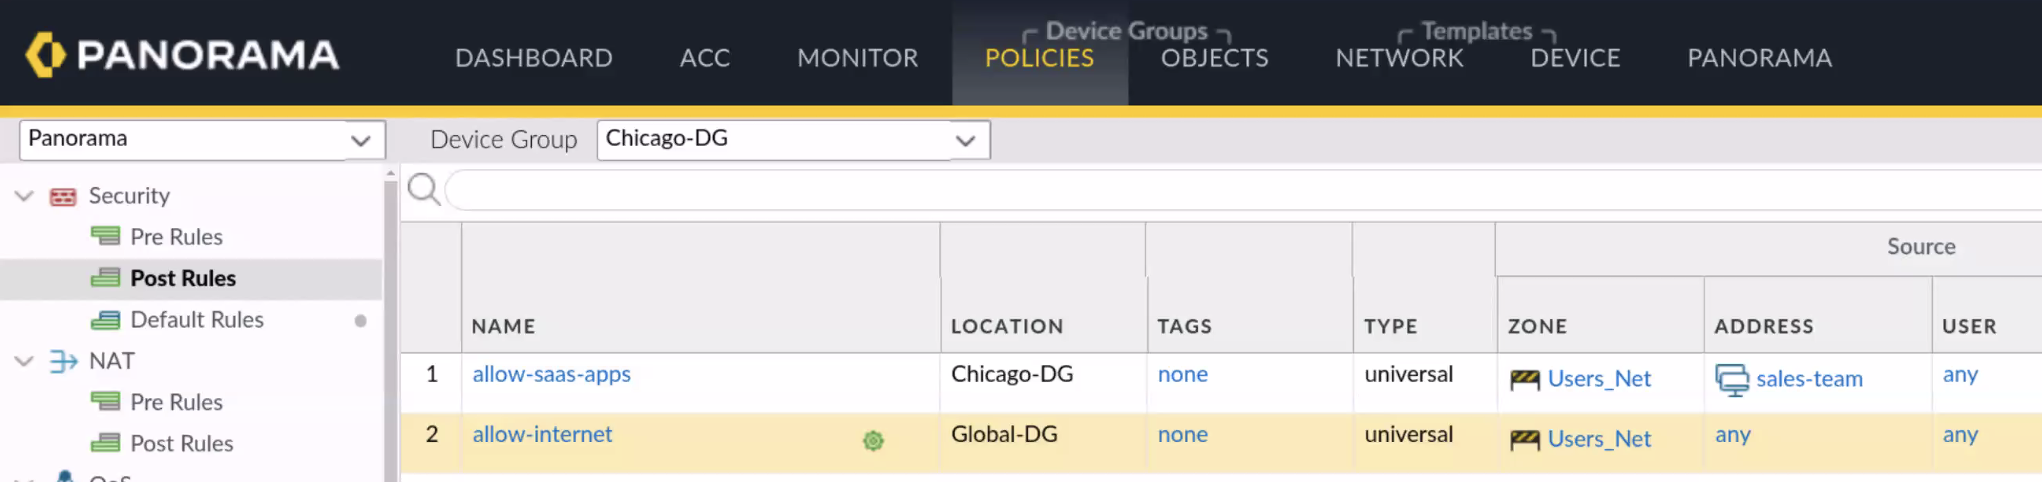 Device Groups
Templates
PANORAMA
DASHBOARD
ACC
MONITOR
POLICIES
OBJECTS
NETWORK
DEVICE
PANORAMA
Panorama
Device Group
Chicago-DG
Security
Pre Rules
Post Rules
Default Rules
NAT
Pre Rules
Post Rules
QoS
Source
NAME
LOCATION
TAGS
TYPE
ZONE
ADDRESS
USER
1 allow-saas-apps Chicago-DG none universal Users_Net sales-team any
2 allow-internet Global-DG none universal Users_Net any any